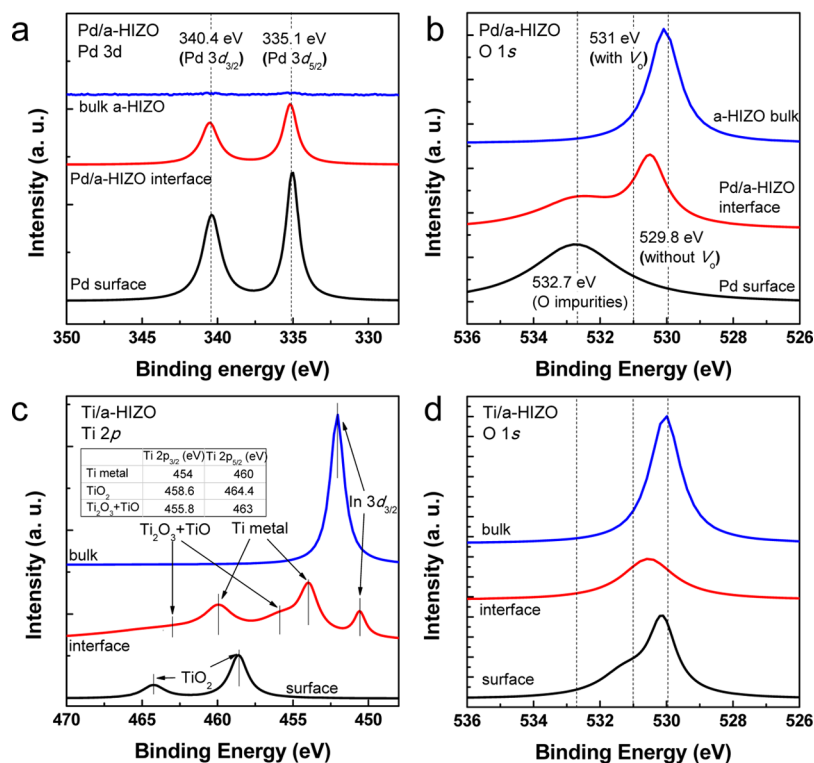 a
Pd/a-HIZO
Pd 3d
340.4 eV
(Pd 3d3/2)
335.1 eV
(Pd 3d5/2)
bulk a-HIZO
Pd/a-HIZO interface
Pd surface
Intensity (a. u.)
350 345 340 335 330
Binding energy (eV)
b
Pd/a-HIZO
O 1s
531 eV
(with Vo)
a-HIZO bulk
Pd/a-HIZO
interface
529.8 eV
(without Vo)
Pd surface
532.7 eV
(O impurities)
Intensity (a. u.)
536 534 532 530 528 526
Binding Energy (eV)
c
Ti/a-HIZO
Ti 2p
Ti 2p3/2 (eV) Ti 2p5/2 (eV)
Ti metal 454 460
TiO2 458.6 464.4
Ti2O3+TiO 455.8 463
In 3d3/2
Ti2O3+TiO
Ti metal
bulk
interface
TiO2
surface
Intensity (a. u.)
470 465 460 455 450
Binding Energy (eV)
d
Ti/a-HIZO
O 1s
bulk
interface
surface
Intensity (a. u.)
536 534 532 530 528 526
Binding Energy (eV)